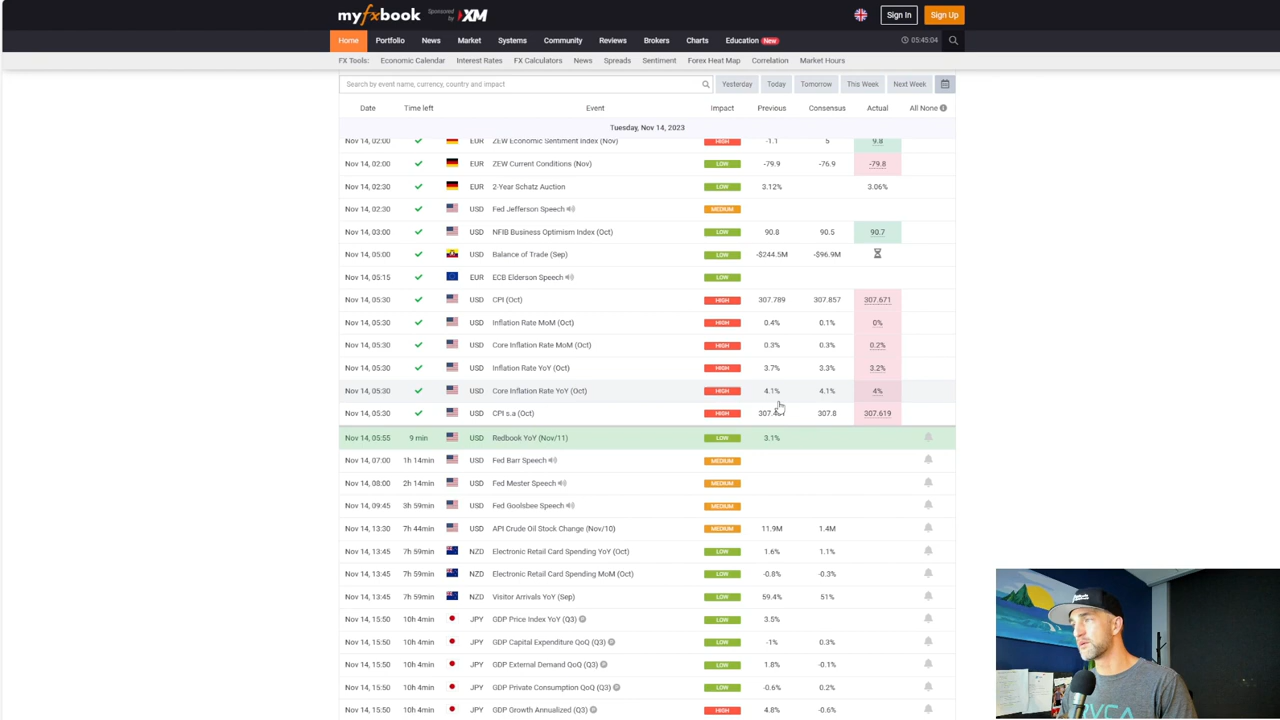 myfxbook Sponsored by XM Sign In Sign Up
Home Portfolio News Market Systems Community Reviews Brokers Charts Education New 05:45:04
FX Tools: Economic Calendar Interest Rates FX Calculators News Spreads Sentiment Forex Heat Map Correlation Market Hours
Search by event name, currency, country and impact Yesterday Today Tomorrow This Week Next Week
Date Time left Event Impact Previous Consensus Actual All None
Tuesday, Nov 14, 2023
Nov 14, 02:00 EUR ZEW Economic Sentiment Index (Nov) HIGH -1.1 5 9.8
Nov 14, 02:00 EUR ZEW Current Conditions (Nov) LOW -79.9 -76.9 -79.8
Nov 14, 02:30 EUR 2-Year Schatz Auction LOW 3.12% 3.06%
Nov 14, 02:30 USD Fed Jefferson Speech MEDIUM
Nov 14, 03:00 USD NFIB Business Optimism Index (Oct) LOW 90.8 90.5 90.7
Nov 14, 05:00 USD Balance of Trade (Sep) LOW -$244.5M -$96.9M
Nov 14, 05:15 EUR ECB Elderson Speech LOW
Nov 14, 05:30 USD CPI (Oct) HIGH 307.789 307.857 307.671
Nov 14, 05:30 USD Inflation Rate MoM (Oct) HIGH 0.4% 0.1% 0%
Nov 14, 05:30 USD Core Inflation Rate MoM (Oct) HIGH 0.3% 0.3% 0.2%
Nov 14, 05:30 USD Inflation Rate YoY (Oct) HIGH 3.7% 3.3% 3.2%
Nov 14, 05:30 USD Core Inflation Rate YoY (Oct) HIGH 4.1% 4.1% 4%
Nov 14, 05:30 USD CPI s.a (Oct) HIGH 307.8 307.619
Nov 14, 05:55 9 min USD Redbook YoY (Nov/11) LOW 3.1%
Nov 14, 07:00 1h 14min USD Fed Barr Speech MEDIUM
Nov 14, 08:00 2h 14min USD Fed Mester Speech MEDIUM
Nov 14, 09:45 3h 59min USD Fed Goolsbee Speech MEDIUM
Nov 14, 13:30 7h 44min USD API Crude Oil Stock Change (Nov/10) MEDIUM 11.9M 1.4M
Nov 14, 13:45 7h 59min NZD Electronic Retail Card Spending YoY (Oct) LOW 1.6% 1.1%
Nov 14, 13:45 7h 59min NZD Electronic Retail Card Spending MoM (Oct) LOW -0.8% -0.3%
Nov 14, 13:45 7h 59min NZD Visitor Arrivals YoY (Sep) LOW 59.4% 51%
Nov 14, 15:50 10h 4min JPY GDP Price Index YoY (Q3) P LOW 3.5%
Nov 14, 15:50 10h 4min JPY GDP Capital Expenditure QoQ (Q3) P LOW -1% 0.3%
Nov 14, 15:50 10h 4min JPY GDP External Demand QoQ (Q3) P LOW 1.8% -0.1%
Nov 14, 15:50 10h 4min JPY GDP Private Consumption QoQ (Q3) P LOW -0.6% 0.2%
Nov 14, 15:50 10h 4min JPY GDP Growth Annualized (Q3) P HIGH 4.8% -0.6%
RVCA